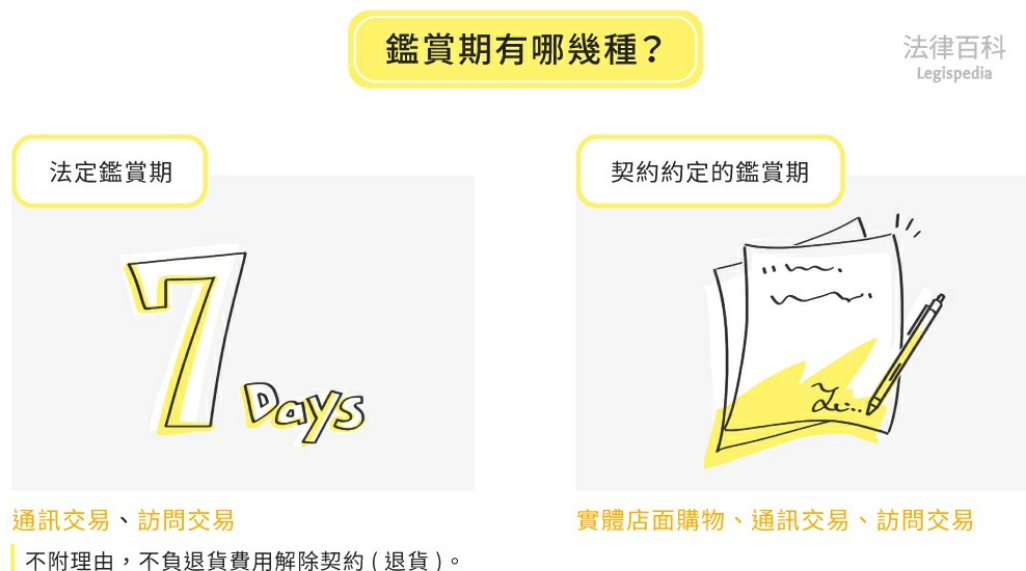 鑑賞期有哪幾種？
法律百科
Legispedia
法定鑑賞期
7
Days
通訊交易、訪問交易
不附理由，不負退貨費用解除契約 ( 退貨 )。
契約約定的鑑賞期
實體店面購物、通訊交易、訪問交易